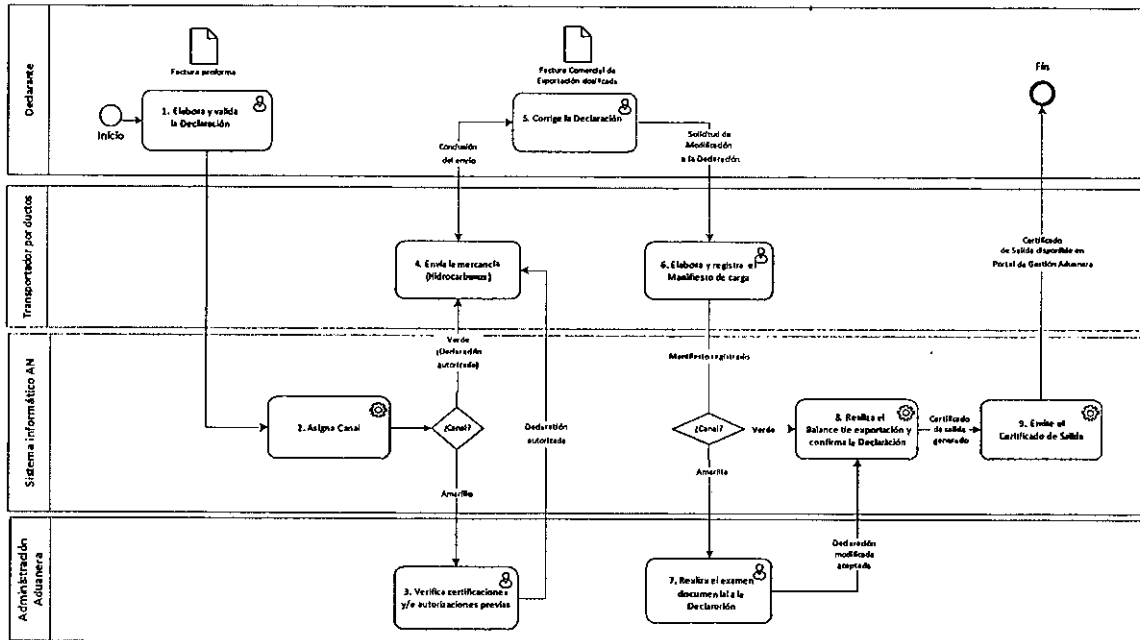 Declarante
Factura proforma
Inicio
1. Elabora y valida
la Declaración
Factura Comercial de
Exportación dosificada
5. Corrige la Declaración
Conclusión
del envío
Solicitud de
Modificación
a la Declaración
Fin
Transportador por ductos
4. Envía la mercancía
(Hidrocarburos)
6. Elabora y registra el
Manifiesto de carga
Certificado
de Salida disponible en
Portal de Gestión Aduanera
Sistema informático AN
Verde
(Declaración
autorizada)
Manifiesto registrado
2. Asigna Canal
¿Canal?
Declaración
autorizada
¿Canal?
Verde
8. Realiza el
Balance de exportación y
confirma la Declaración
Certificado
de salida
generado
9. Emite el
Certificado de Salida
Amarillo
Amarillo
Administración
Aduanera
3. Verifica certificaciones
y/o autorizaciones previas
7. Realiza el examen
documental a la
Declaración
Declaración
modificada
aceptada